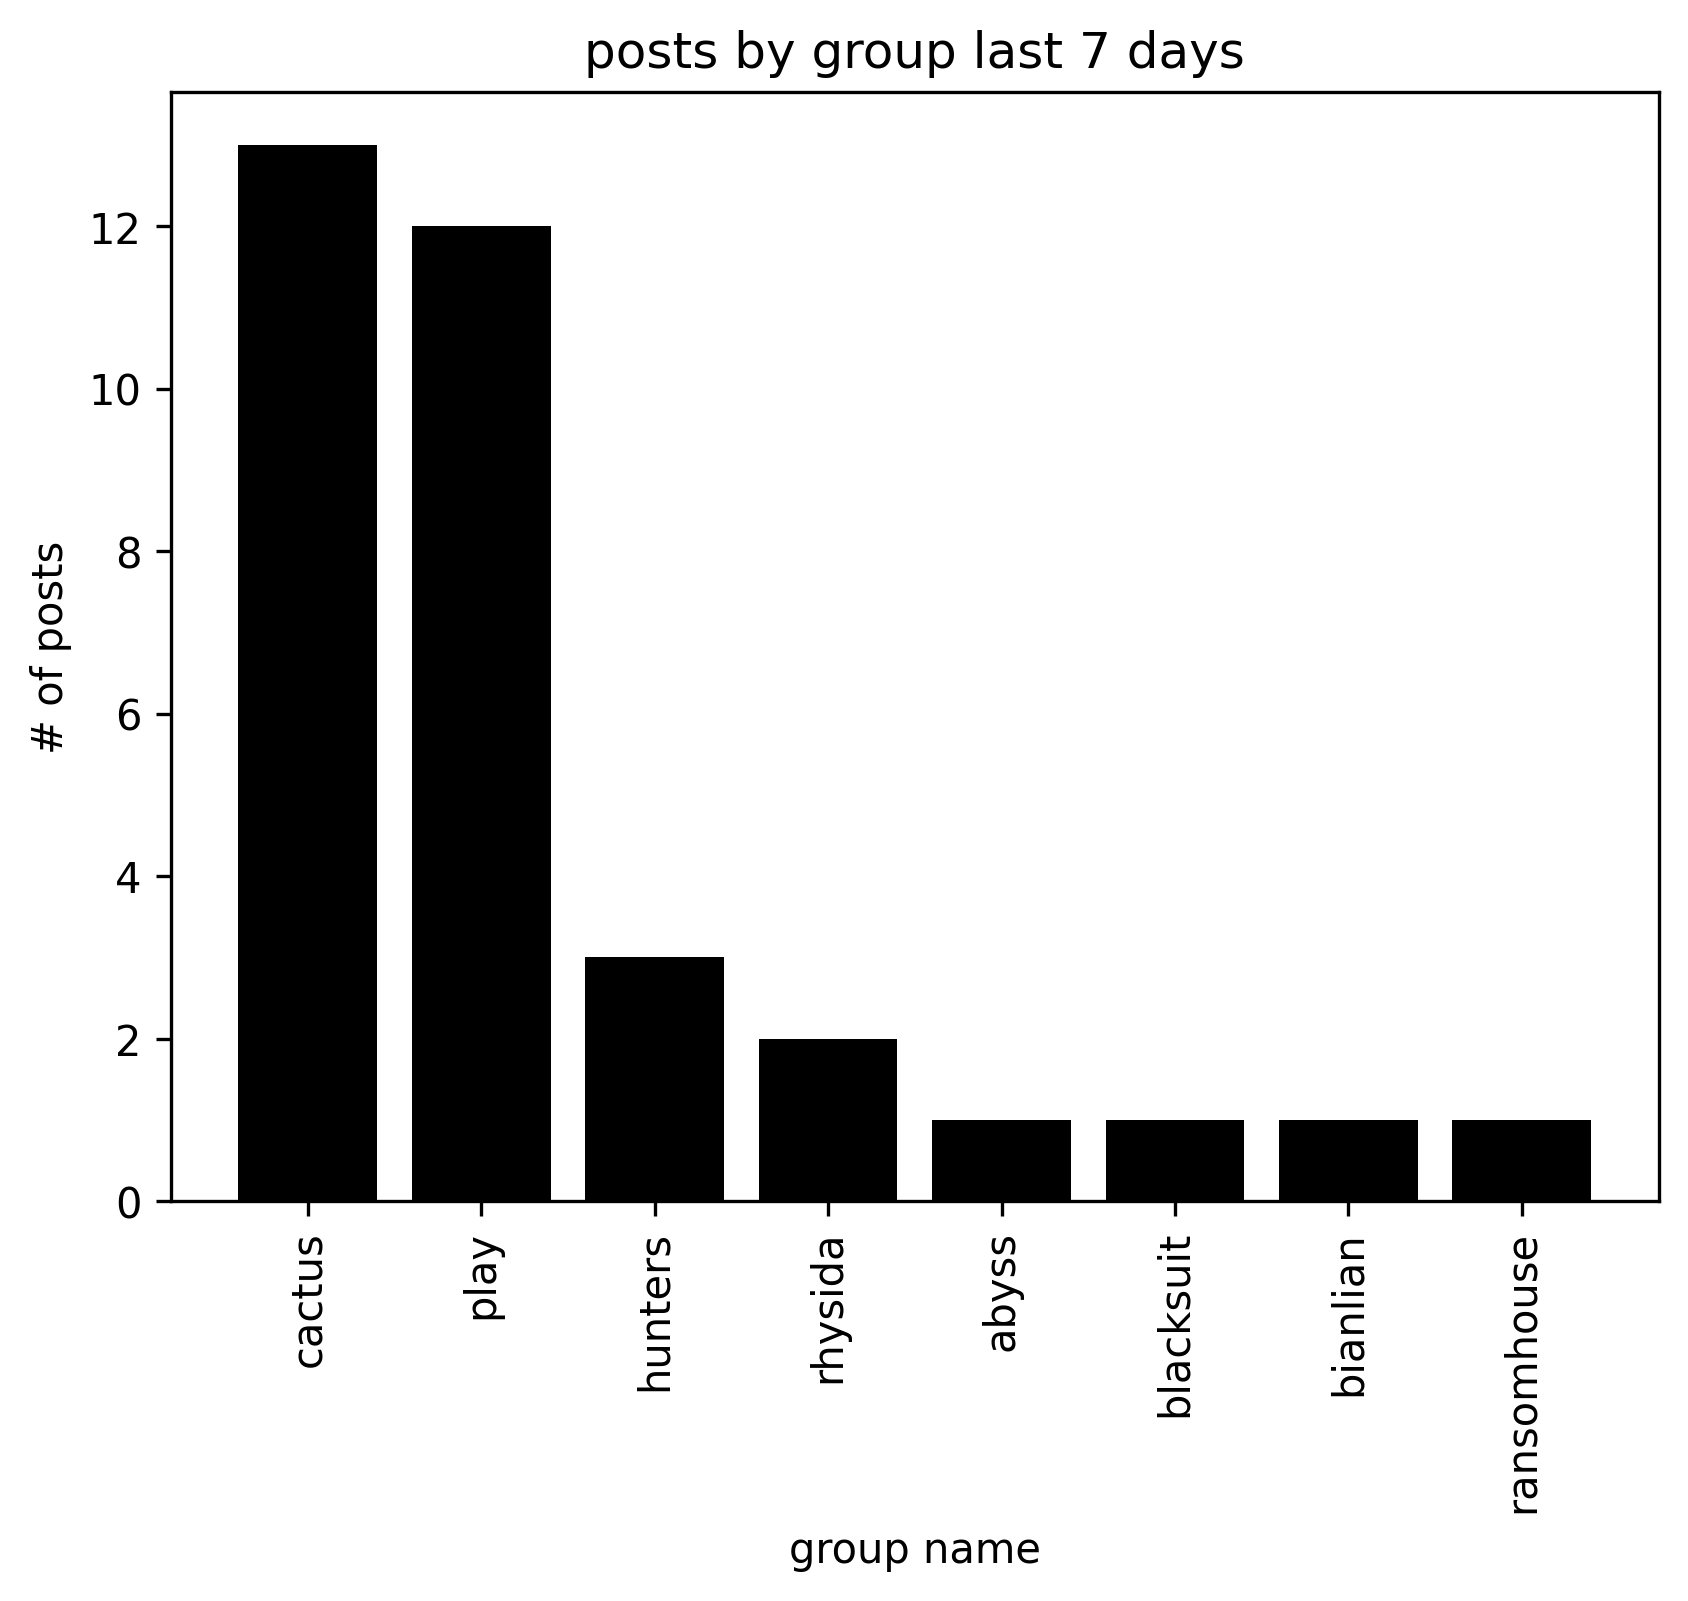 posts by group last 7 days
# of posts
12
10
8
6
4
2
0
cactus
play
hunters
rhysida
abyss
blacksuit
bianlian
ransomhouse
group name